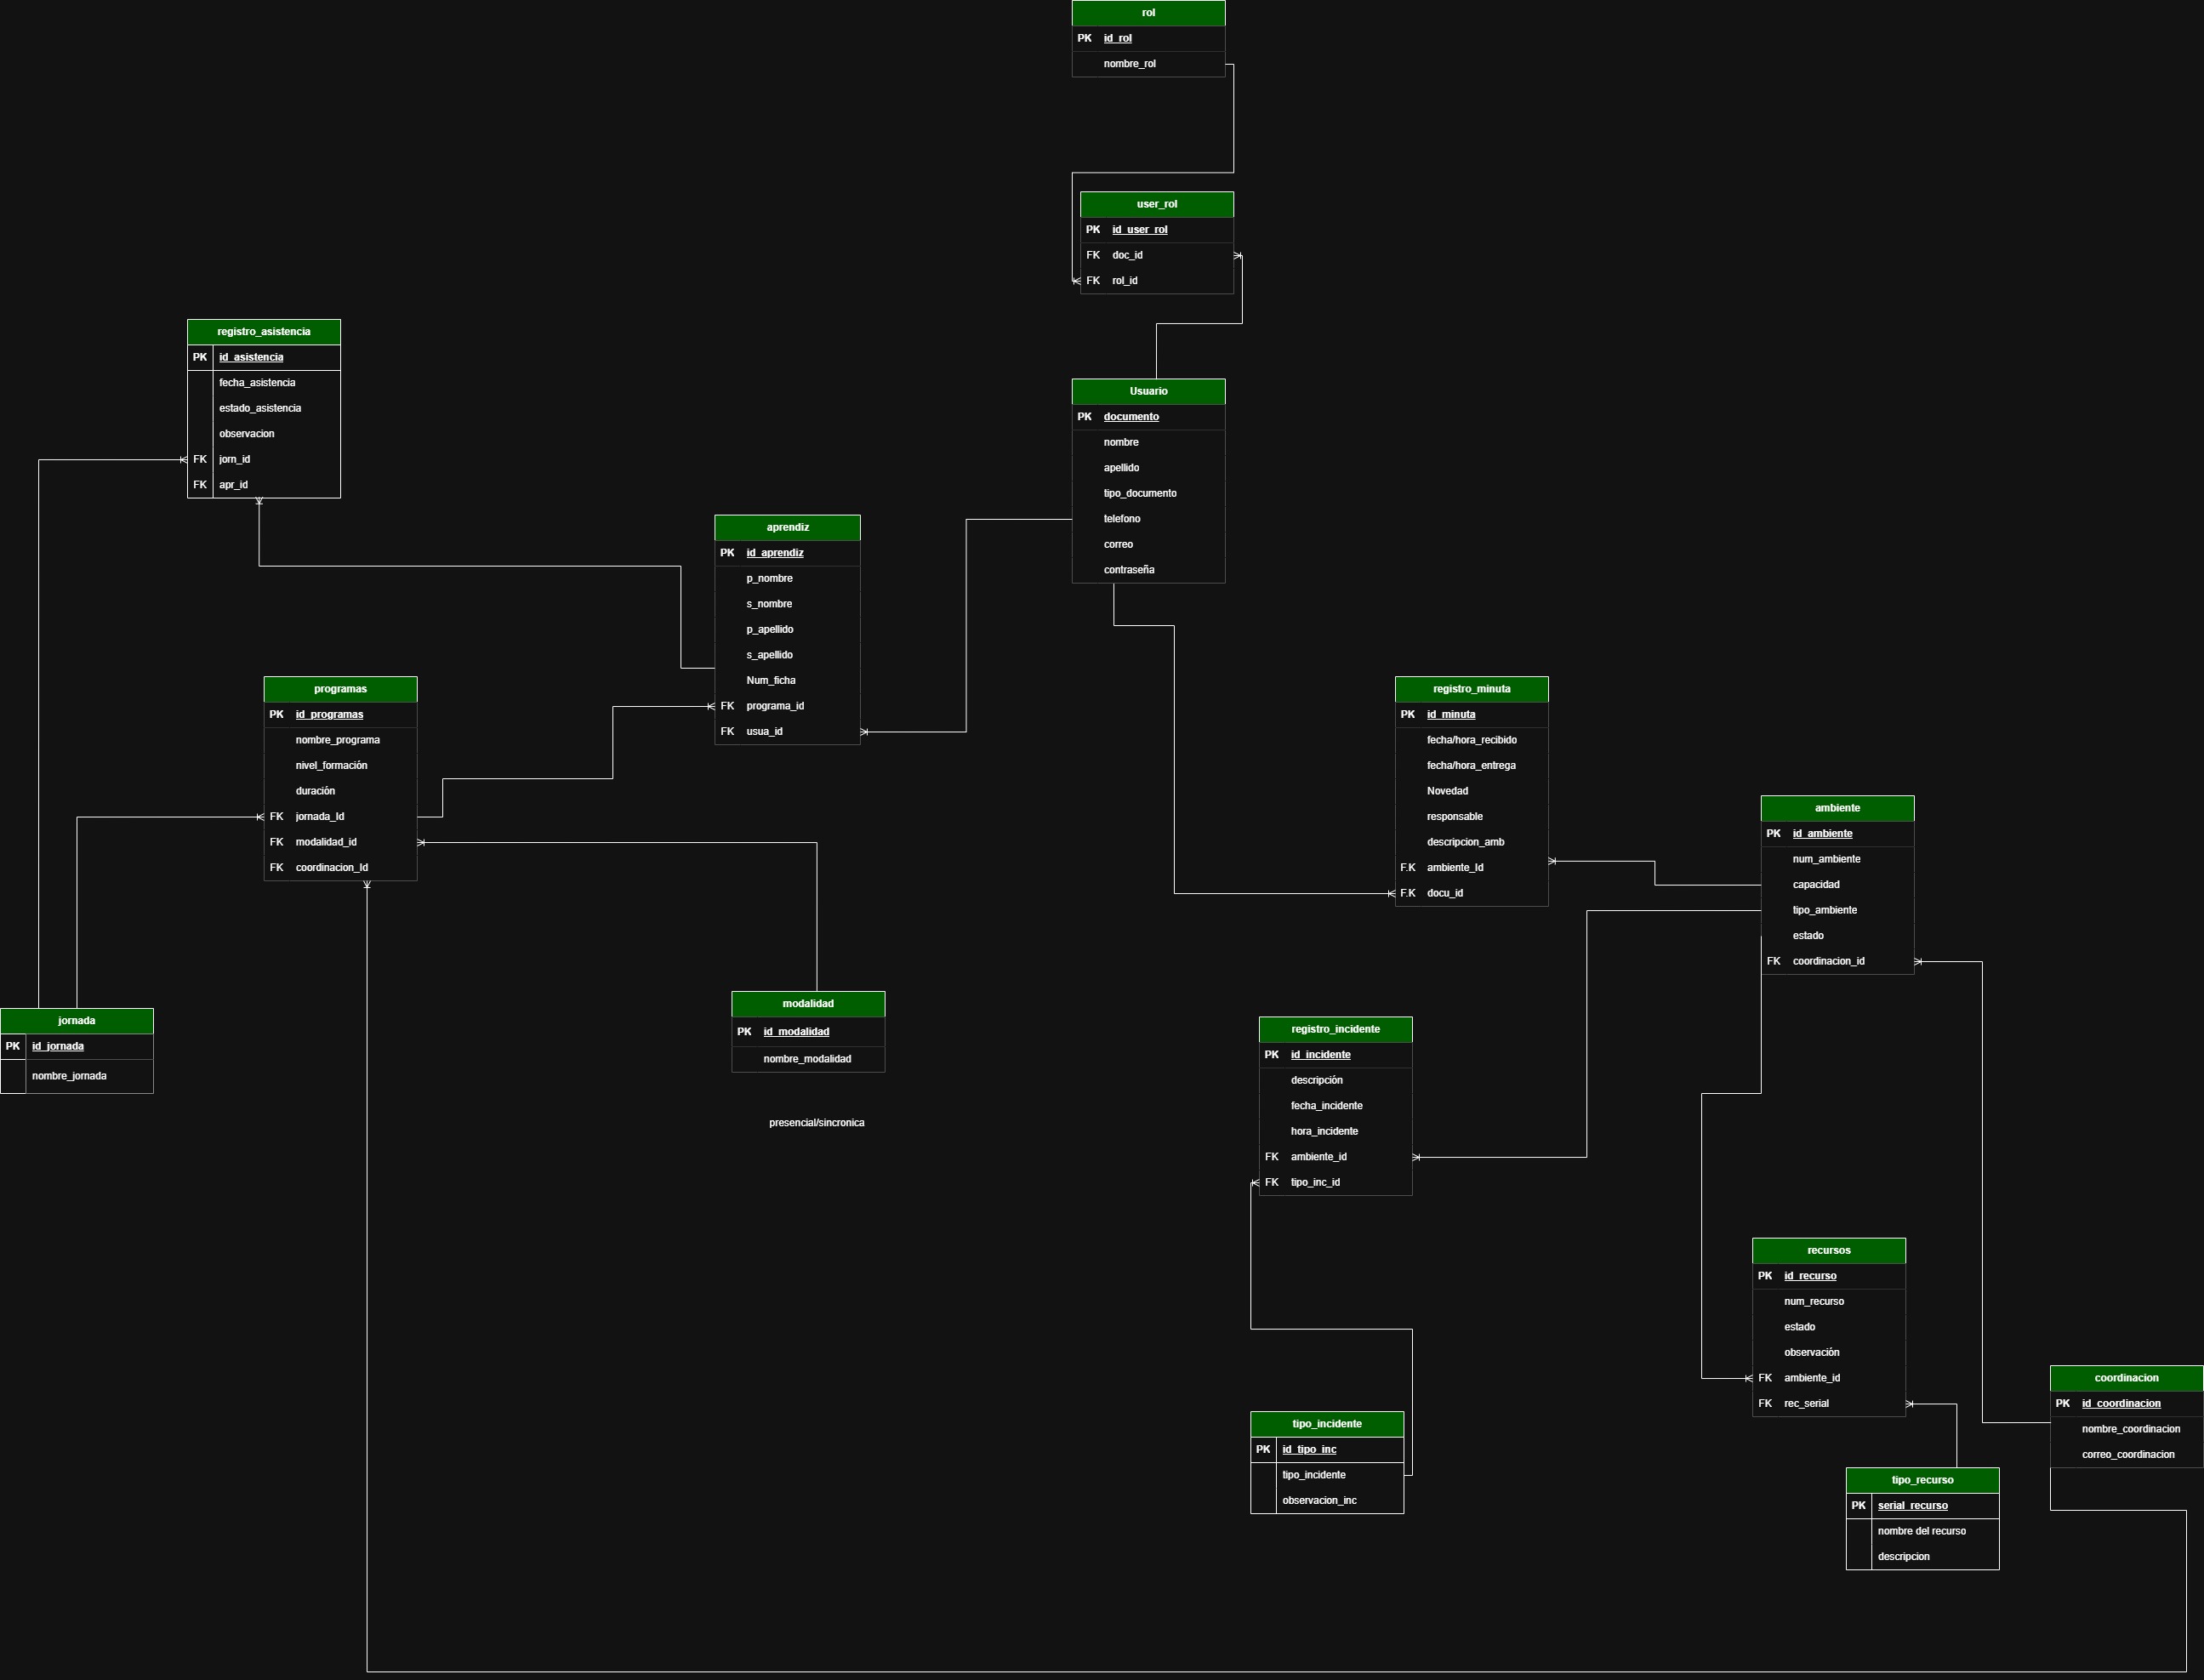 rol
PK id_rol
nombre_rol
user_rol
PK id_user_rol
FK doc_id
FK rol_id
registro_asistencia
PK id_asistencia
fecha_asistencia
estado_asistencia
observacion
FK jorn_id
FK apr_id
Usuario
PK documento
nombre
apellido
tipo_documento
telefono
correo
contraseña
aprendiz
PK id_aprendiz
p_nombre
s_nombre
p_apellido
s_apellido
Num_ficha
FK programa_id
FK usua_id
programas
PK id_programas
nombre_programa
nivel_formación
duración
FK jornada_Id
FK modalidad_id
FK coordinacion_Id
registro_minuta
PK id_minuta
fecha/hora_recibido
fecha/hora_entrega
Novedad
responsable
descripcion_amb
F.K ambiente_Id
F.K docu_id
ambiente
PK id_ambiente
num_ambiente
capacidad
tipo_ambiente
estado
FK coordinacion_id
jornada
PK id_jornada
nombre_jornada
modalidad
PK id_modalidad
nombre_modalidad
presencial/sincronica
registro_incidente
PK id_incidente
descripción
fecha_incidente
hora_incidente
FK ambiente_id
FK tipo_inc_id
recursos
PK id_recurso
num_recurso
estado
observación
FK ambiente_id
FK rec_serial
coordinacion
PK id_coordinacion
nombre_coordinacion
correo_coordinacion
tipo_incidente
PK id_tipo_inc
tipo_incidente
observacion_inc
tipo_recurso
PK serial_recurso
nombre del recurso
descripcion